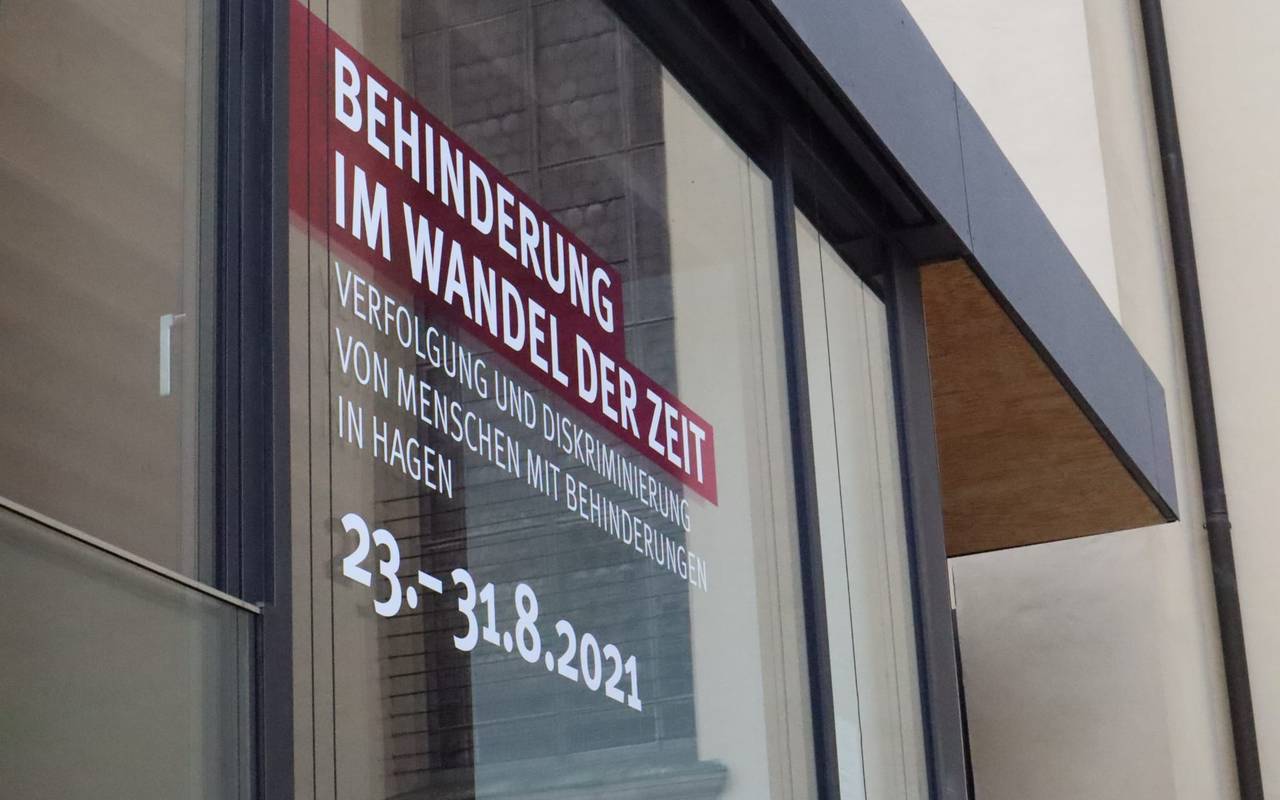 BEHINDERUNG
IM WANDEL DER ZEIT
VERFOLGUNG UND DISKRIMINIERUNG
VON MENSCHEN MIT BEHINDERUNGEN
IN HAGEN
23.–31.8.2021